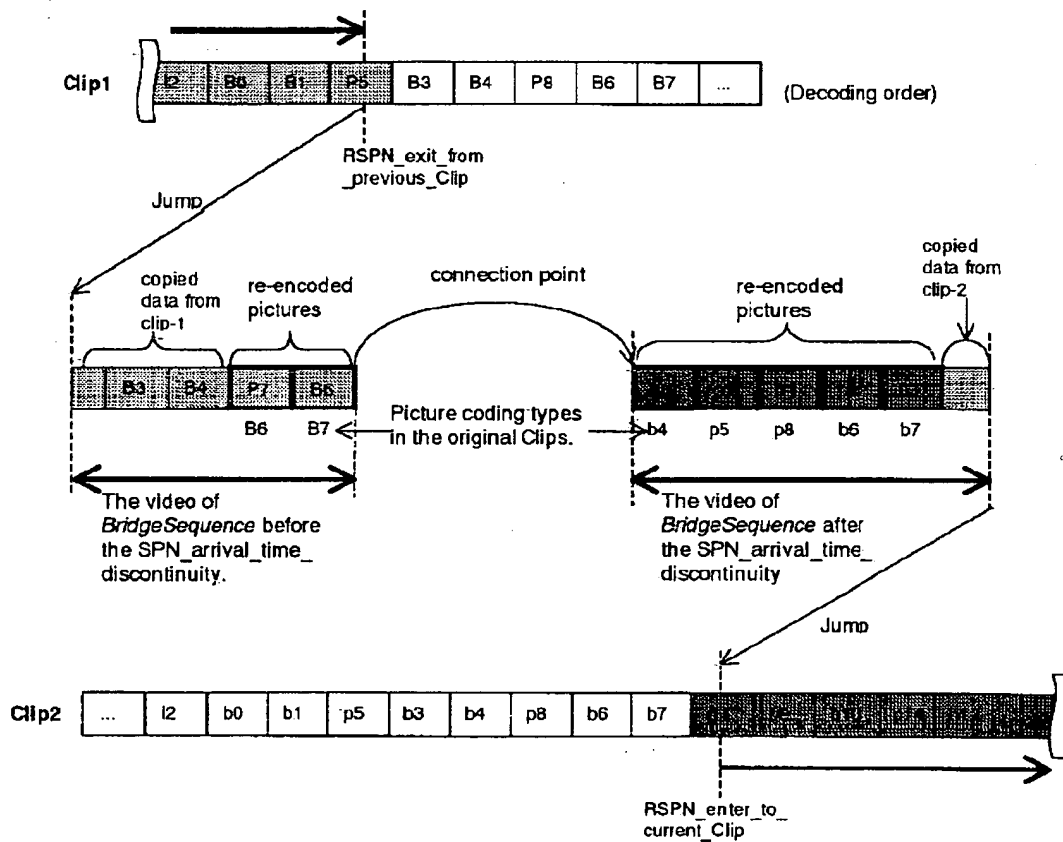 Clip1
I2 B0 B1 P5 B3 B4 P8 B6 B7 ...
(Decoding order)
RSPN_exit_from
_previous_Clip
Jump
copied
data from
clip-1
re-encoded
pictures
connection point
re-encoded
pictures
copied
data from
clip-2
B3 B4 P7 B6
B6 B7
Picture coding types
in the original Clips.
b4 p5 p8 b6 b7
The video of
BridgeSequence before
the SPN_arrival_time_
discontinuity.
The video of
BridgeSequence after
the SPN_arrival_time_
discontinuity
Jump
Clip2
... I2 b0 b1 p5 b3 b4 p8 b6 b7
RSPN_enter_to_
current_Clip